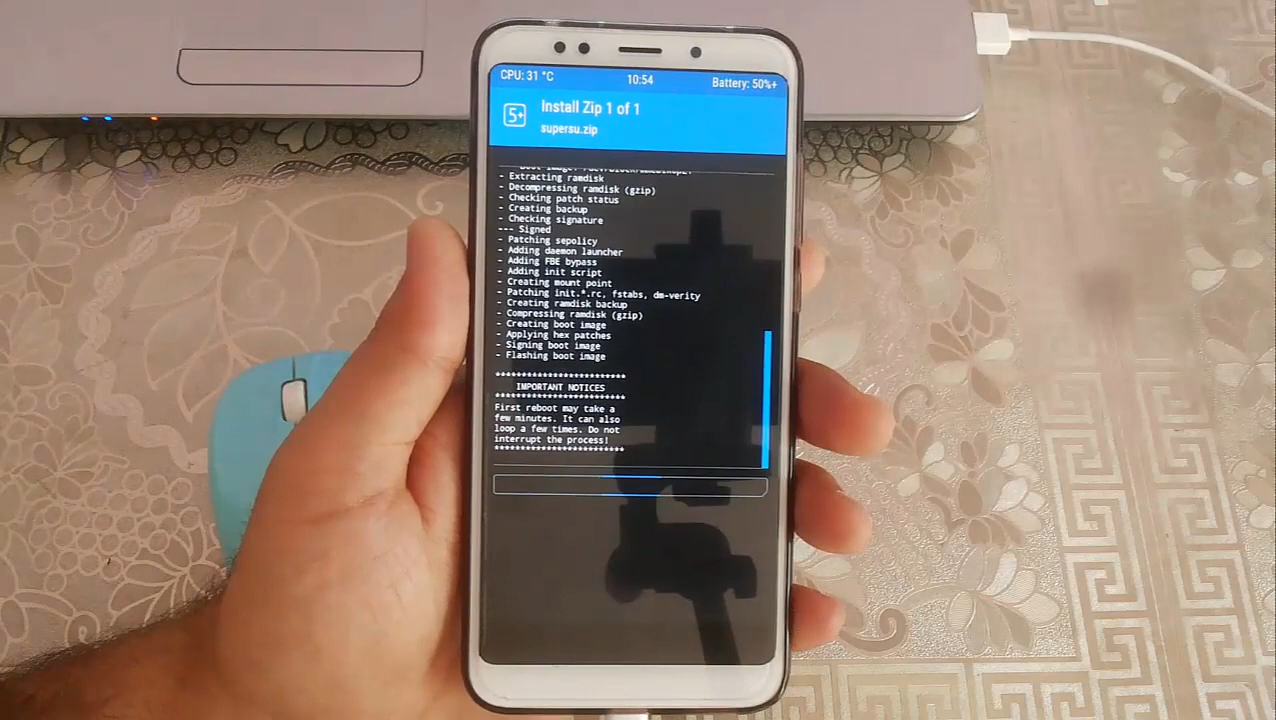 CPU: 31 °C 10:54 Battery: 50%+
5+
Install Zip 1 of 1
supersu.zip
- Extracting ramdisk
- Decompressing ramdisk (gzip)
- Checking patch status
- Creating backup
- Checking signature
--- Signed
- Patching sepolicy
- Adding daemon launcher
- Adding FBE bypass
- Adding init script
- Creating mount point
- Patching init.*.rc, fstabs, dm-verity
- Creating ramdisk backup
- Compressing ramdisk (gzip)
- Creating boot image
- Applying hex patches
- Signing boot image
- Flashing boot image
*************************
IMPORTANT NOTICES
*************************
First reboot may take a
few minutes. It can also
loop a few times. Do not
interrupt the process!
*************************